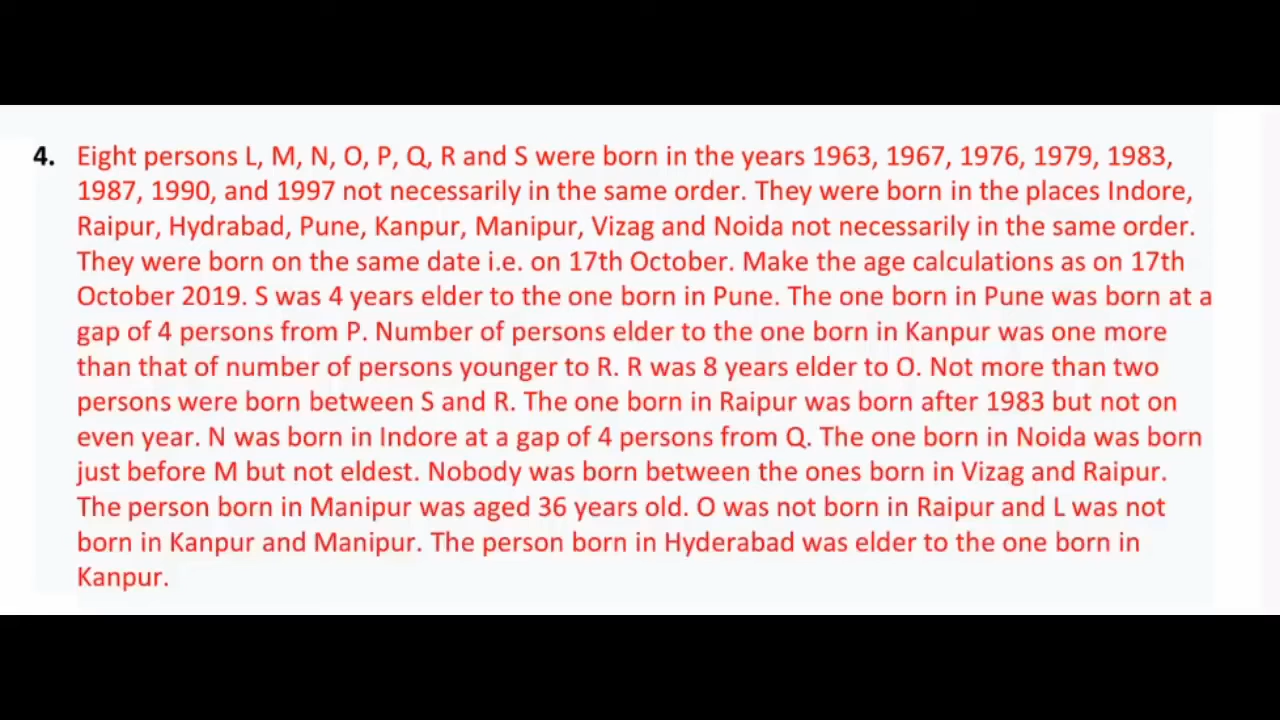 4. Eight persons L, M, N, O, P, Q, R and S were born in the years 1963, 1967, 1976, 1979, 1983,
1987, 1990, and 1997 not necessarily in the same order. They were born in the places Indore,
Raipur, Hydrabad, Pune, Kanpur, Manipur, Vizag and Noida not necessarily in the same order.
They were born on the same date i.e. on 17th October. Make the age calculations as on 17th
October 2019. S was 4 years elder to the one born in Pune. The one born in Pune was born at a
gap of 4 persons from P. Number of persons elder to the one born in Kanpur was one more
than that of number of persons younger to R. R was 8 years elder to O. Not more than two
persons were born between S and R. The one born in Raipur was born after 1983 but not on
even year. N was born in Indore at a gap of 4 persons from Q. The one born in Noida was born
just before M but not eldest. Nobody was born between the ones born in Vizag and Raipur.
The person born in Manipur was aged 36 years old. O was not born in Raipur and L was not
born in Kanpur and Manipur. The person born in Hyderabad was elder to the one born in
Kanpur.